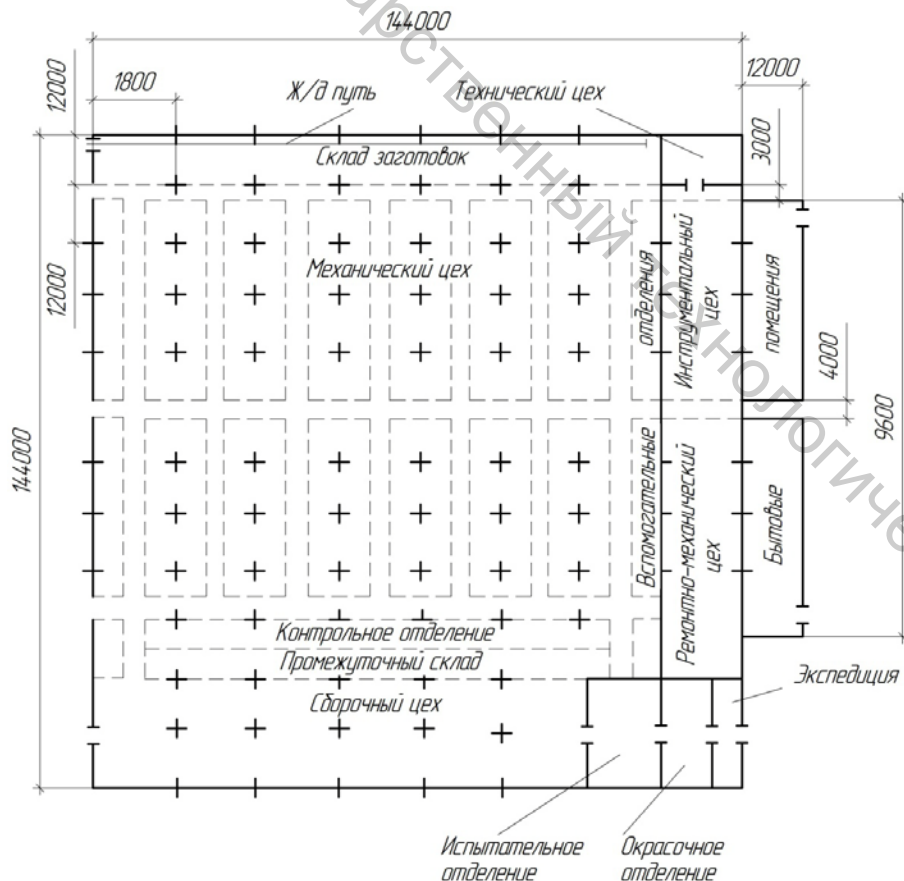 144000
12000
1800
Ж/д путь
Технический цех
12000
3000
Склад заготовок
Механический цех
12000
отделения
Инструментальный
цех
помещения
4000
9600
144000
Вспомогательные
Ремонтно-механический
цех
Бытовые
Контрольное отделение
Промежуточный склад
Сборочный цех
Экспедиция
Испытательное
отделение
Окрасочное
отделение